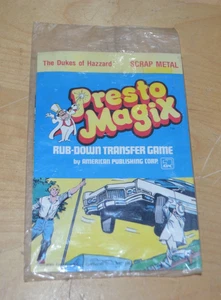 The Dukes of Hazzard SCRAP METAL
Presto
Magix
RUB-DOWN TRANSFER GAME
by AMERICAN PUBLISHING CORP.